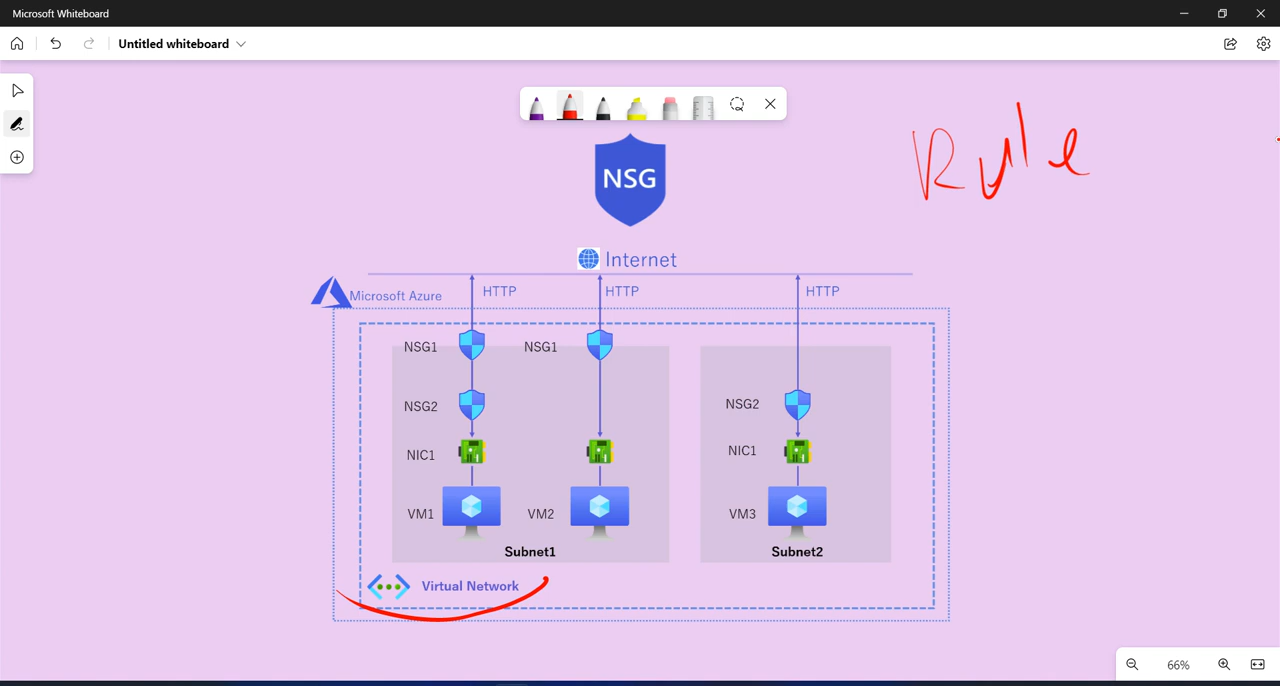 Microsoft Whiteboard
Untitled whiteboard
Rule
NSG
Internet
Microsoft Azure
HTTP
HTTP
HTTP
NSG1
NSG1
NSG2
NSG2
NIC1
NIC1
VM1
VM2
VM3
Subnet1
Subnet2
Virtual Network
66%